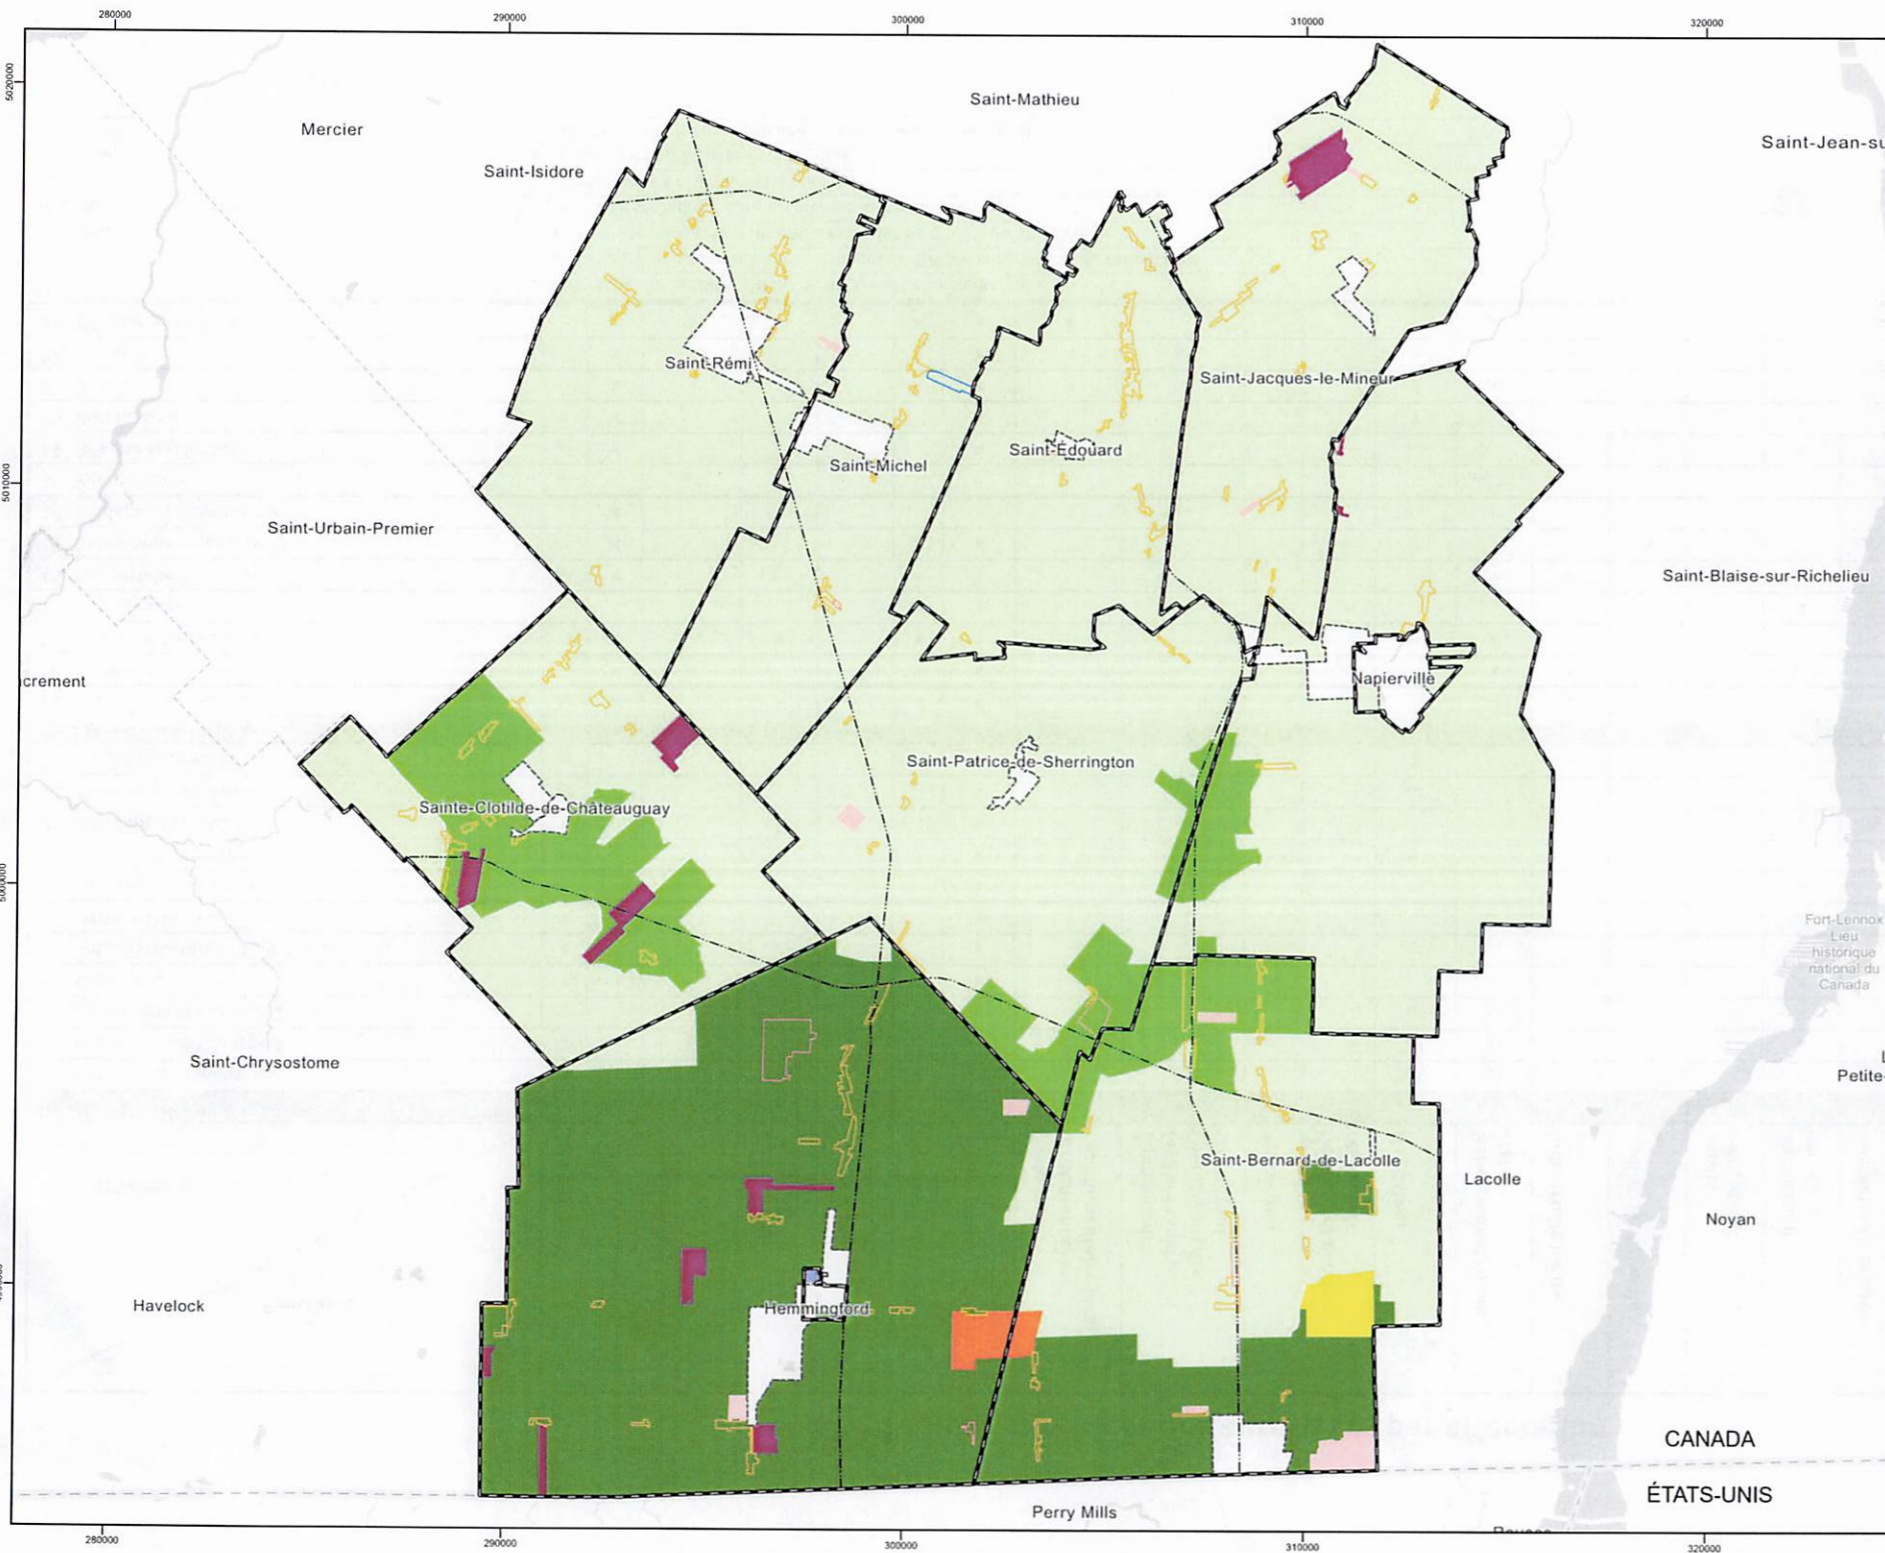 280000
290000
300000
310000
320000
5020000
Saint-Mathieu
Mercier
Saint-Jean-su
Saint-Isidore
Saint-Rémi
Saint-Jacques-le-Mineur
Saint-Édouard
Saint-Michel
5010000
Saint-Urbain-Premier
Saint-Blaise-sur-Richelieu
crement
Napierville
Saint-Patrice-de-Sherrington
Sainte-Clotilde-de-Châteauguay
5000000
Fort-Lennox
Lieu
historique
national du
Canada
Saint-Chrysostome
Petite-
Saint-Bernard-de-Lacolle
Lacolle
Noyan
Havelock
Hemmingford
CANADA
ÉTATS-UNIS
Perry Mills
280000
290000
300000
310000
320000